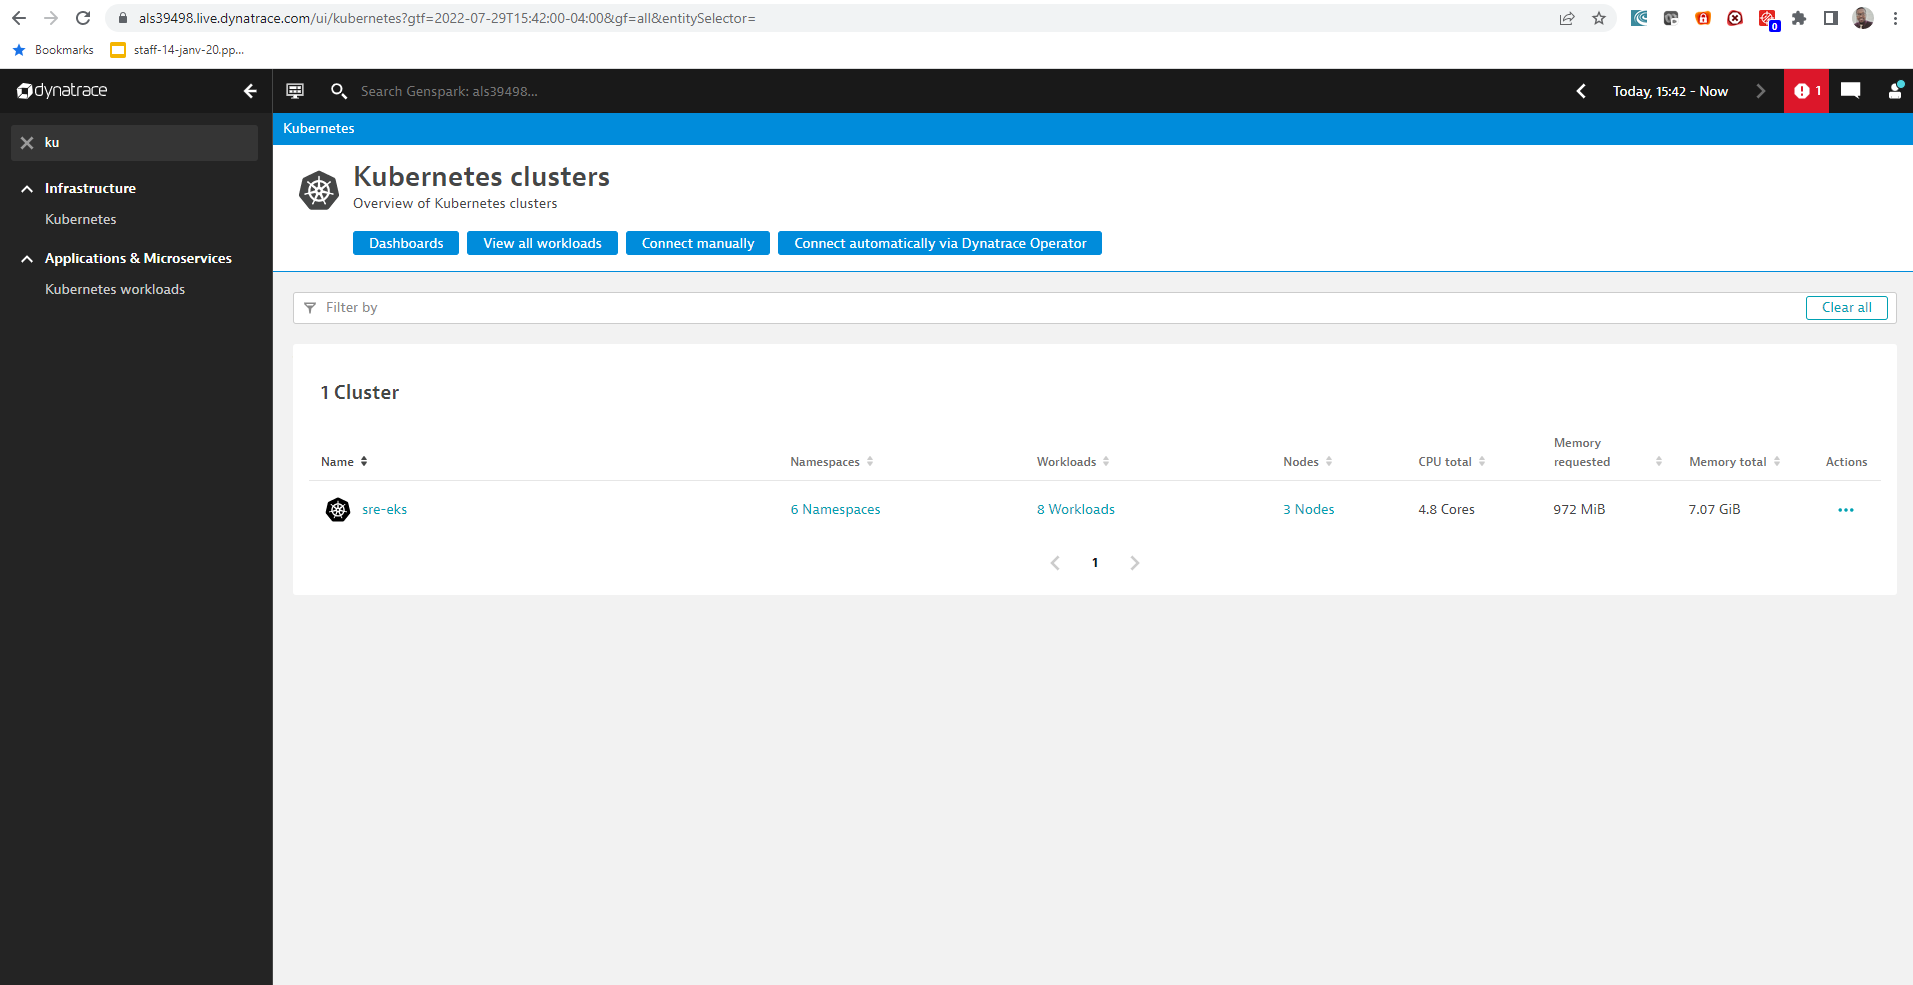 als39498.live.dynatrace.com/ui/kubernetes?gtf=2022-07-29T15:42:00-04:00&gf=all&entitySelector=
0
Bookmarks
staff-14-janv-20.pp...
dynatrace
Search Genspark: als39498...
Today, 15:42 - Now
1
ku
Infrastructure
Kubernetes
Applications & Microservices
Kubernetes workloads
Kubernetes
Kubernetes clusters
Overview of Kubernetes clusters
Dashboards View all workloads Connect manually Connect automatically via Dynatrace Operator
Filter by Clear all
1 Cluster
Name Namespaces Workloads Nodes CPU total Memory requested Memory total Actions
sre-eks 6 Namespaces 8 Workloads 3 Nodes 4.8 Cores 972 MiB 7.07 GiB
1